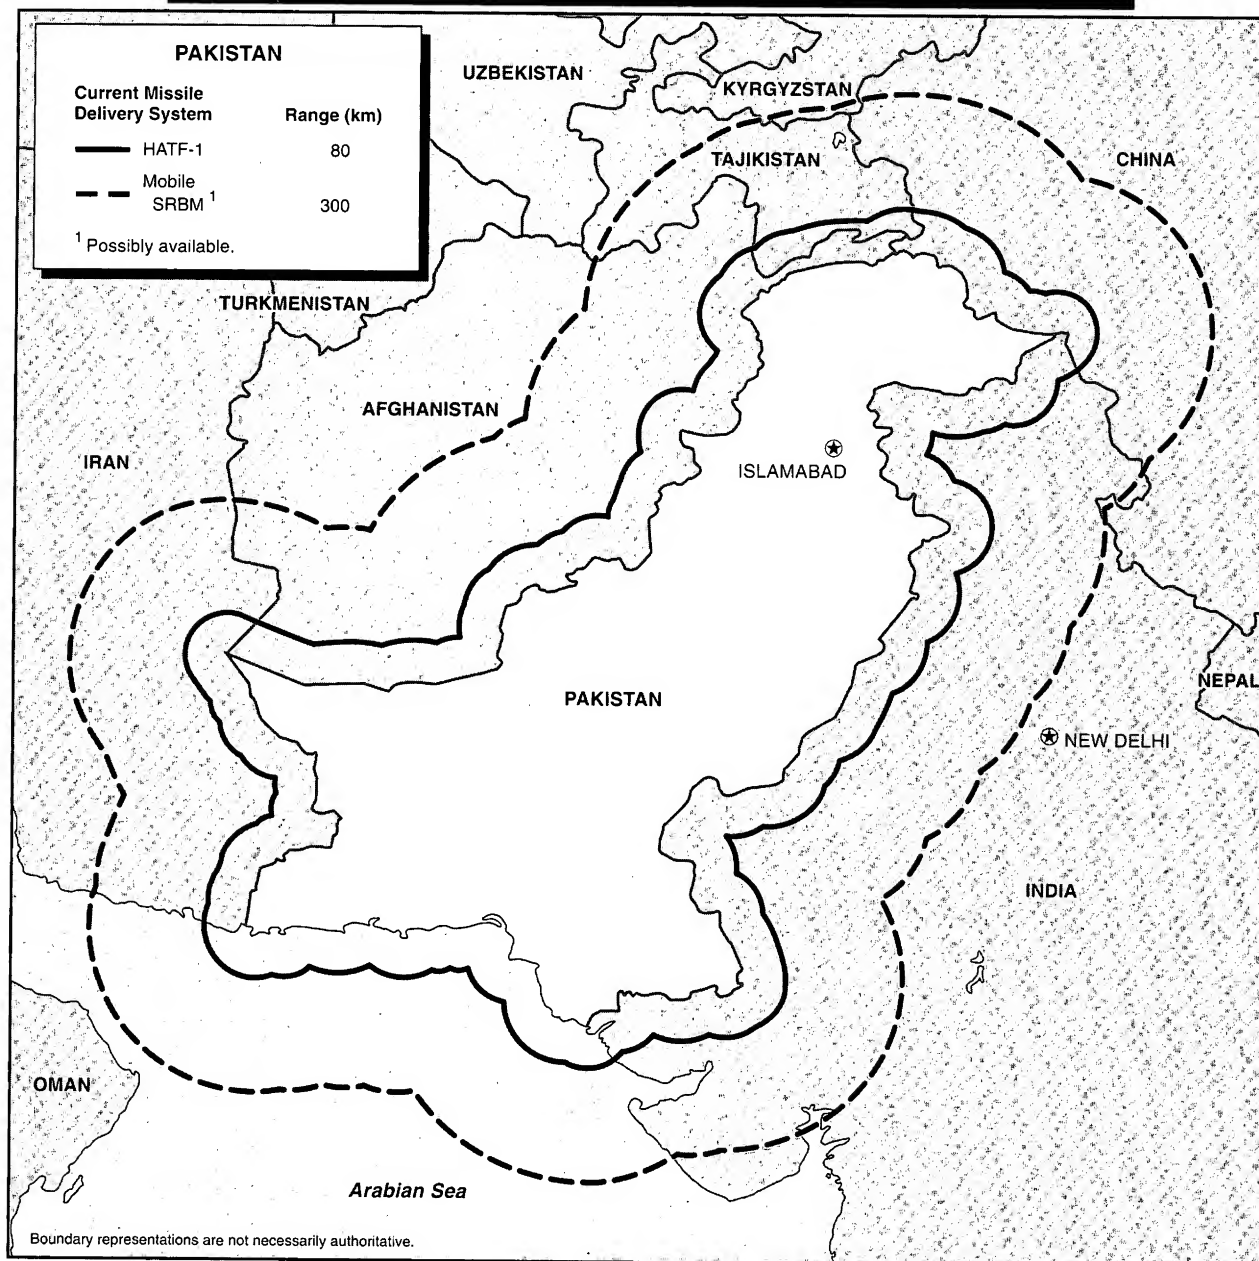 PAKISTAN
Current Missile
Delivery System Range (km)
HATF-1 80
Mobile
SRBM 1 300
1 Possibly available.
UZBEKISTAN
KYRGYZSTAN
TAJIKISTAN
CHINA
TURKMENISTAN
AFGHANISTAN
IRAN
ISLAMABAD
PAKISTAN
NEPAL
NEW DELHI
INDIA
OMAN
Arabian Sea
Boundary representations are not necessarily authoritative.